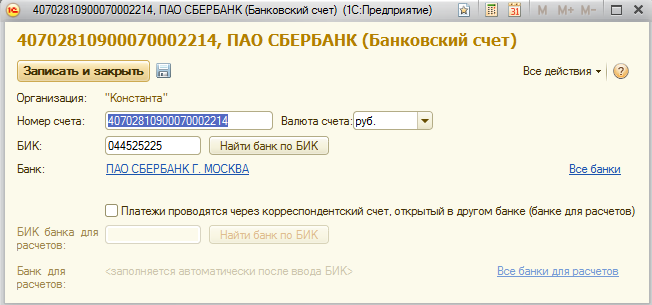 40702810900070002214, ПАО СБЕРБАНК (Банковский счет) (1С:Предприятие) M M+ M-
40702810900070002214, ПАО СБЕРБАНК (Банковский счет)
Записать и закрыть Все действия ?
Организация: "Константа"
Номер счета: 40702810900070002214 Валюта счета: руб.
БИК: 044525225 Найти банк по БИК
Банк: ПАО СБЕРБАНК Г. МОСКВА Все банки
Платежи проводятся через корреспондентский счет, открытый в другом банке (банке для расчетов)
БИК банка для расчетов: Найти банк по БИК
Банк для расчетов: <заполняется автоматически после ввода БИК> Все банки для расчетов